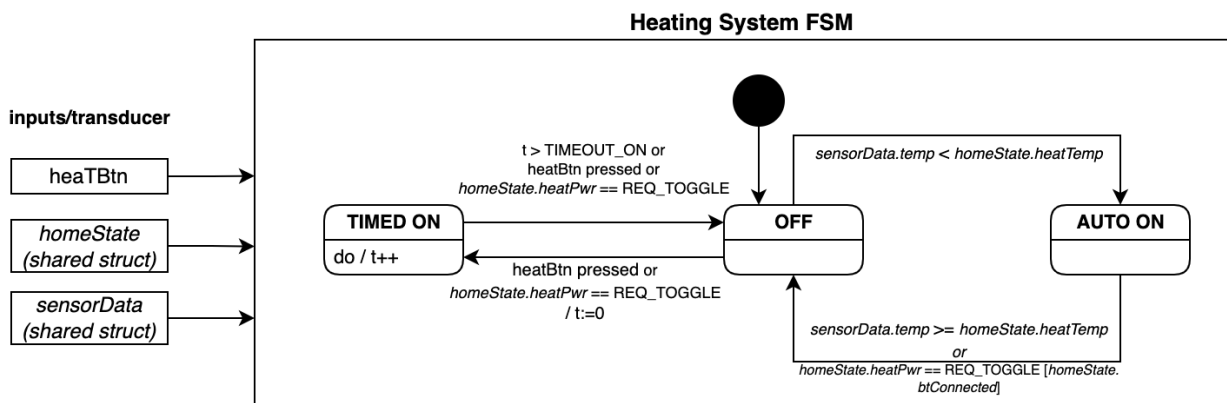 Heating System FSM
inputs/transducer
heaTBtn
homeState
(shared struct)
sensorData
(shared struct)
t > TIMEOUT_ON or
heatBtn pressed or
homeState.heatPwr == REQ_TOGGLE
TIMED ON
do / t++
heatBtn pressed or
homeState.heatPwr == REQ_TOGGLE
/ t:=0
OFF
sensorData.temp < homeState.heatTemp
AUTO ON
sensorData.temp >= homeState.heatTemp
or
homeState.heatPwr == REQ_TOGGLE [homeState.
btConnected]